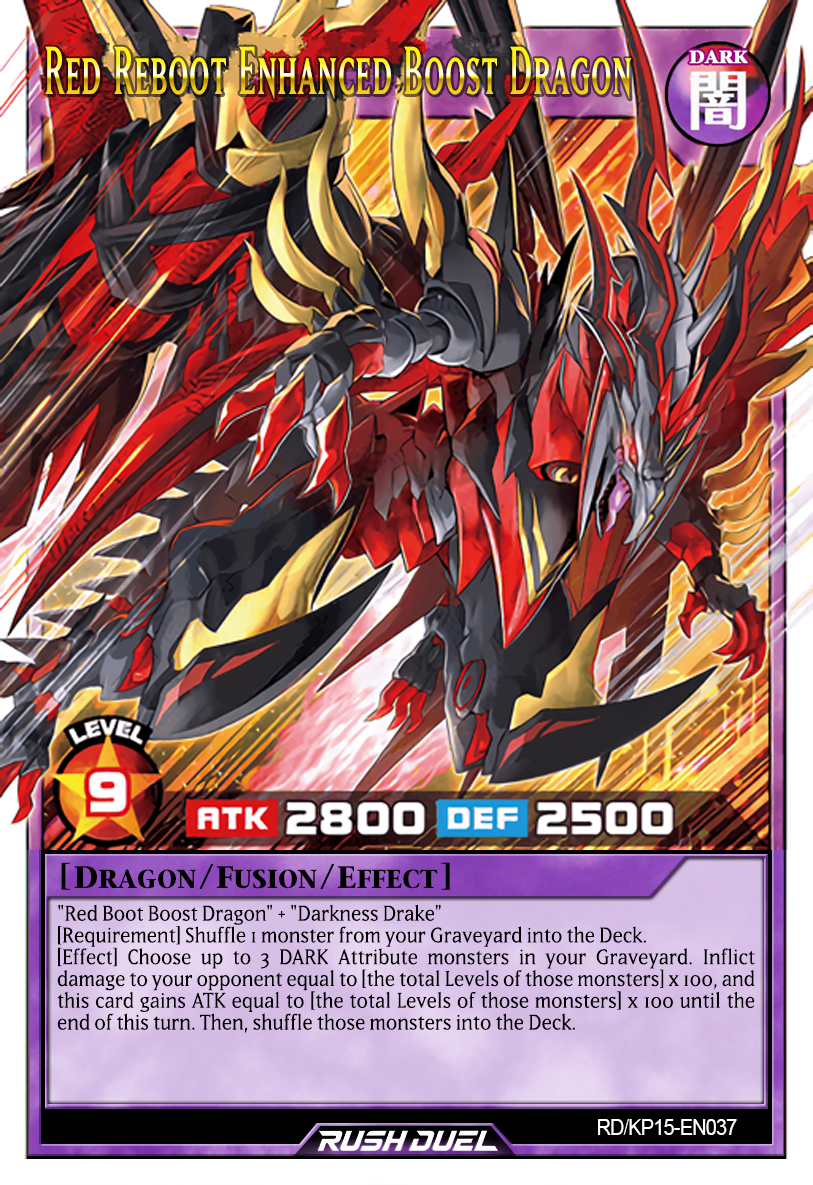 Red Reboot Enhanced Boost Dragon
DARK
闇
LEVEL
9
ATK 2800 DEF 2500
[Dragon/Fusion/Effect]
"Red Boot Boost Dragon" + "Darkness Drake"
[Requirement] Shuffle 1 monster from your Graveyard into the Deck.
[Effect] Choose up to 3 DARK Attribute monsters in your Graveyard. Inflict
damage to your opponent equal to [the total Levels of those monsters] x 100, and
this card gains ATK equal to [the total Levels of those monsters] x 100 until the
end of this turn. Then, shuffle those monsters into the Deck.
RD/KP15-EN037
RUSH DUEL